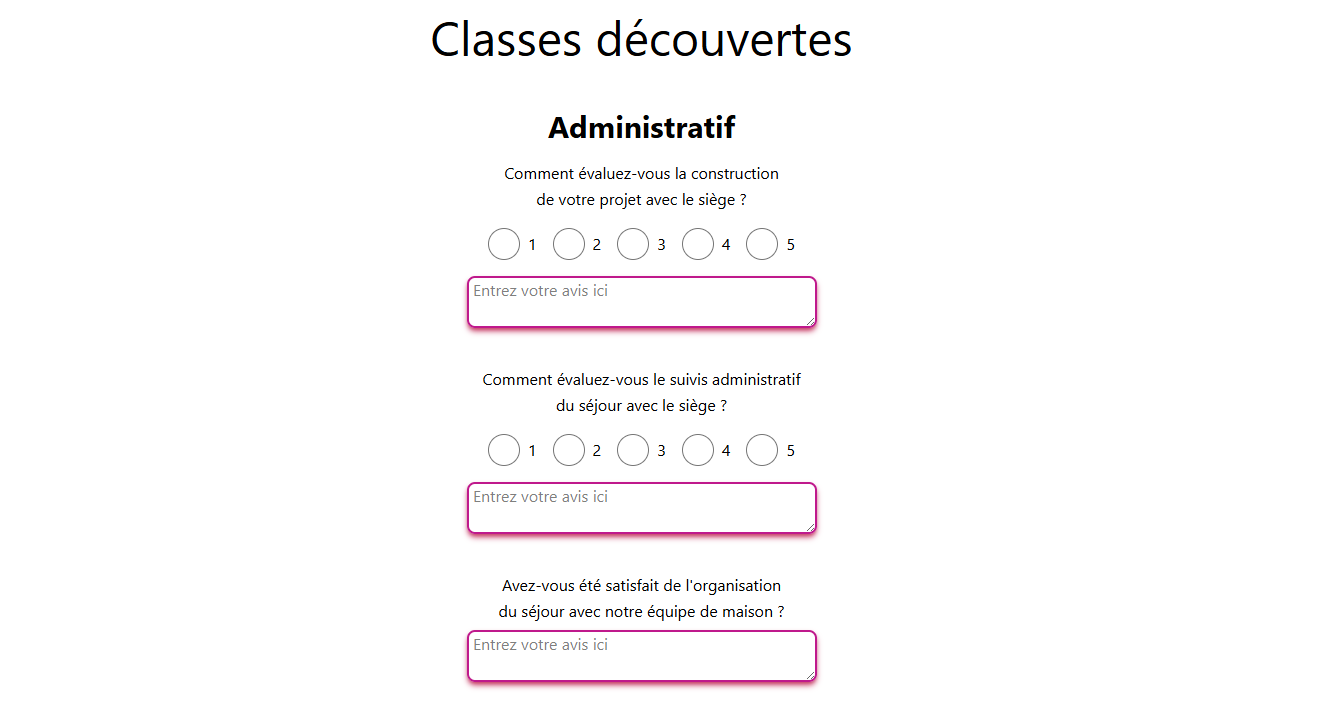 Classes découvertes
Administratif
Comment évaluez-vous la construction
de votre projet avec le siège ?
1 2 3 4 5
Entrez votre avis ici
Comment évaluez-vous le suivis administratif
du séjour avec le siège ?
1 2 3 4 5
Entrez votre avis ici
Avez-vous été satisfait de l'organisation
du séjour avec notre équipe de maison ?
Entrez votre avis ici